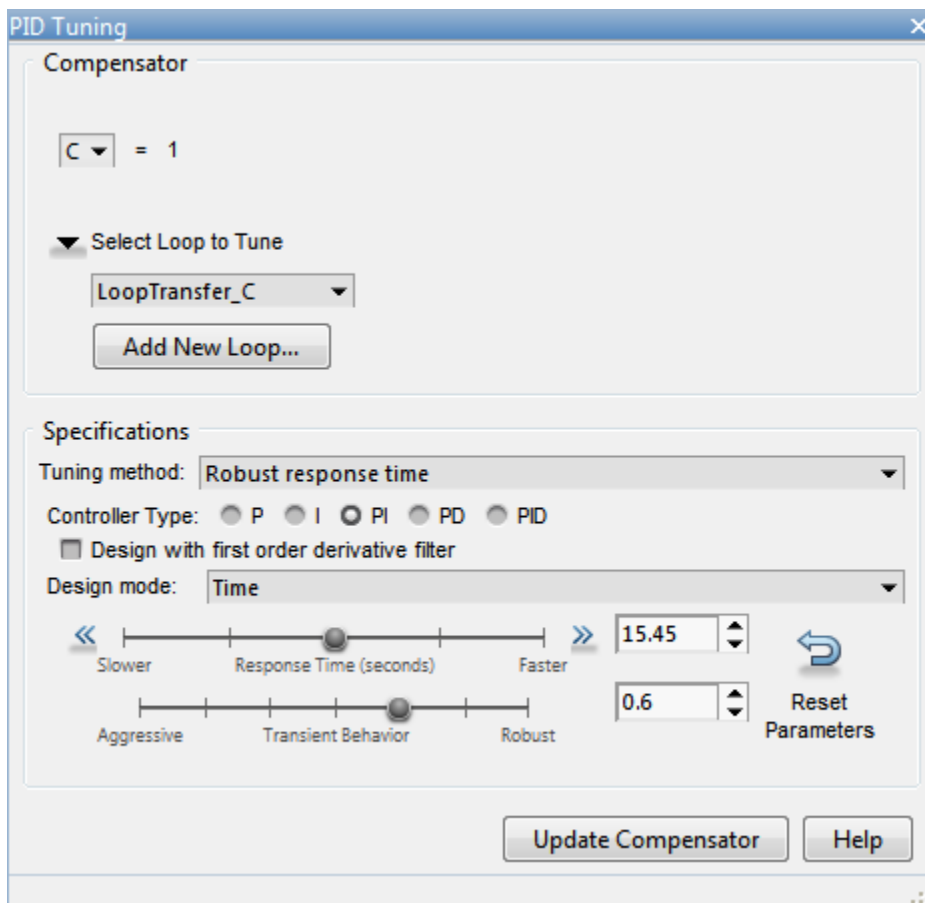 PID Tuning
Compensator
C = 1
Select Loop to Tune
LoopTransfer_C
Add New Loop...
Specifications
Tuning method: Robust response time
Controller Type: P I PI PD PID
Design with first order derivative filter
Design mode: Time
15.45
Slower Response Time (seconds) Faster
0.6
Aggressive Transient Behavior Robust
Reset
Parameters
Update Compensator Help